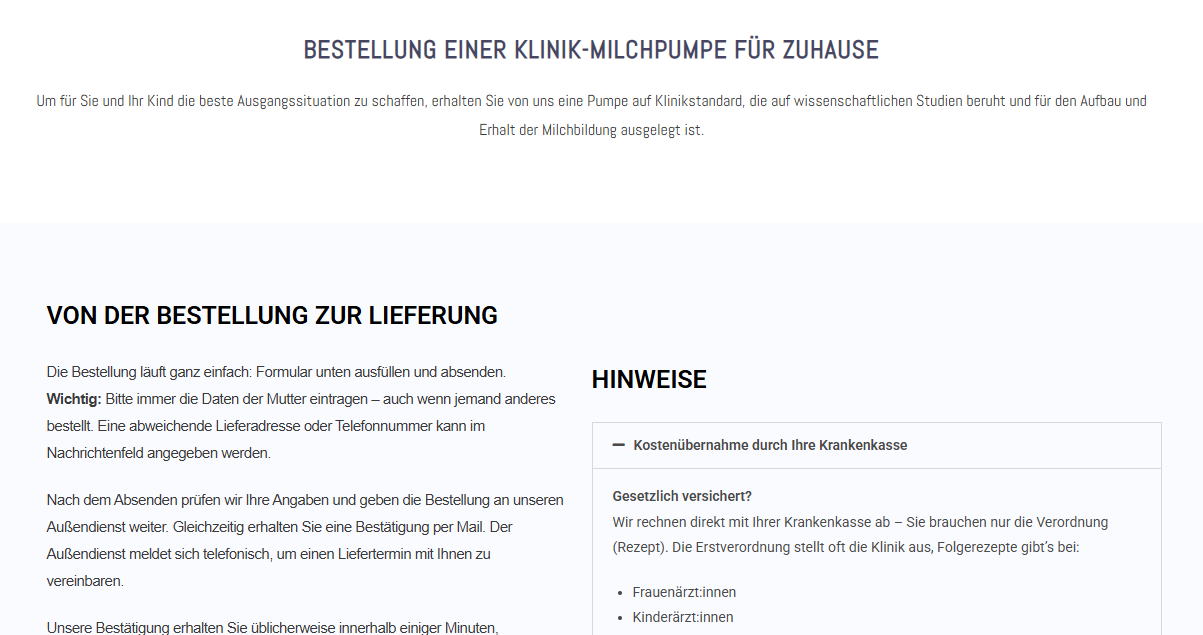 BESTELLUNG EINER KLINIK-MILCHPUMPE FÜR ZUHAUSE
Um für Sie und Ihr Kind die beste Ausgangssituation zu schaffen, erhalten Sie von uns eine Pumpe auf Klinikstandard, die auf wissenschaftlichen Studien beruht und für den Aufbau und
Erhalt der Milchbildung ausgelegt ist.
VON DER BESTELLUNG ZUR LIEFERUNG
Die Bestellung läuft ganz einfach: Formular unten ausfüllen und absenden.
Wichtig: Bitte immer die Daten der Mutter eintragen – auch wenn jemand anderes
bestellt. Eine abweichende Lieferadresse oder Telefonnummer kann im
Nachrichtenfeld angegeben werden.
Nach dem Absenden prüfen wir Ihre Angaben und geben die Bestellung an unseren
Außendienst weiter. Gleichzeitig erhalten Sie eine Bestätigung per Mail. Der
Außendienst meldet sich telefonisch, um einen Liefertermin mit Ihnen zu
vereinbaren.
Unsere Bestätigung erhalten Sie üblicherweise innerhalb einiger Minuten,
HINWEISE
Kostenübernahme durch Ihre Krankenkasse
Gesetzlich versichert?
Wir rechnen direkt mit Ihrer Krankenkasse ab – Sie brauchen nur die Verordnung
(Rezept). Die Erstverordnung stellt oft die Klinik aus, Folgerezepte gibt’s bei:
• Frauenärzt:innen
• Kinderärzt:innen